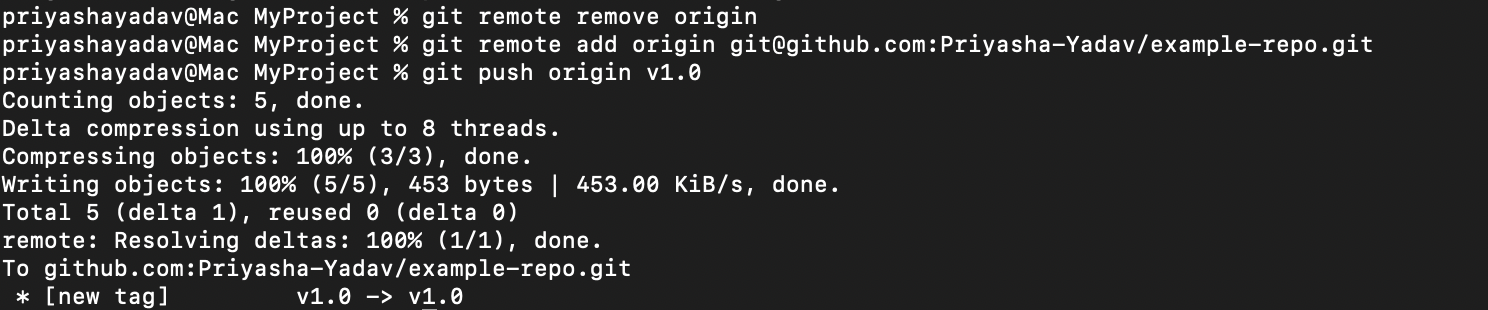 priyashayadav@Mac MyProject % git remote remove origin
priyashayadav@Mac MyProject % git remote add origin git@github.com:Priyasha-Yadav/example-repo.git
priyashayadav@Mac MyProject % git push origin v1.0
Counting objects: 5, done.
Delta compression using up to 8 threads.
Compressing objects: 100% (3/3), done.
Writing objects: 100% (5/5), 453 bytes | 453.00 KiB/s, done.
Total 5 (delta 1), reused 0 (delta 0)
remote: Resolving deltas: 100% (1/1), done.
To github.com:Priyasha-Yadav/example-repo.git
 * [new tag]         v1.0 -> v1.0